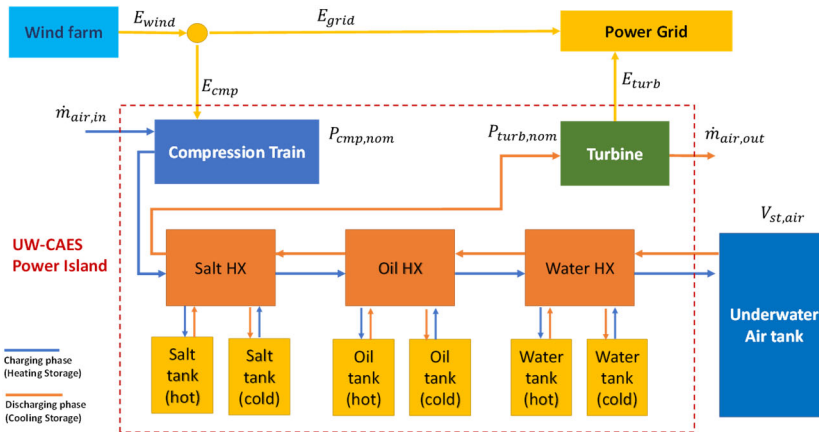 Wind farm
E_wind
E_grid
Power Grid
E_cmp
E_turb
ṁ_air,in
Compression Train
P_cmp,nom
P_turb,nom
Turbine
ṁ_air,out
V_st,air
UW-CAES
Power Island
Salt HX
Oil HX
Water HX
Underwater
Air tank
Salt
tank
(hot)
Salt
tank
(cold)
Oil
tank
(hot)
Oil
tank
(cold)
Water
tank
(hot)
Water
tank
(cold)
Charging phase
(Heating Storage)
Discharging phase
(Cooling Storage)